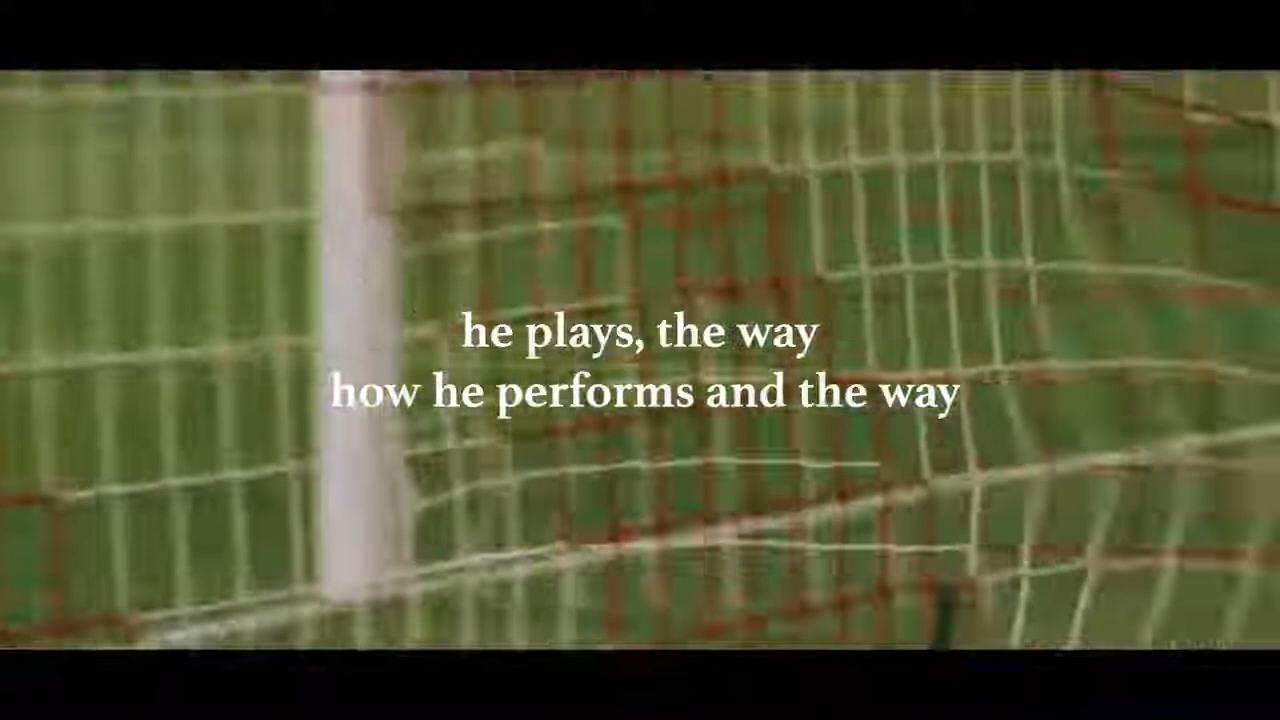 he plays, the way
how he performs and the way